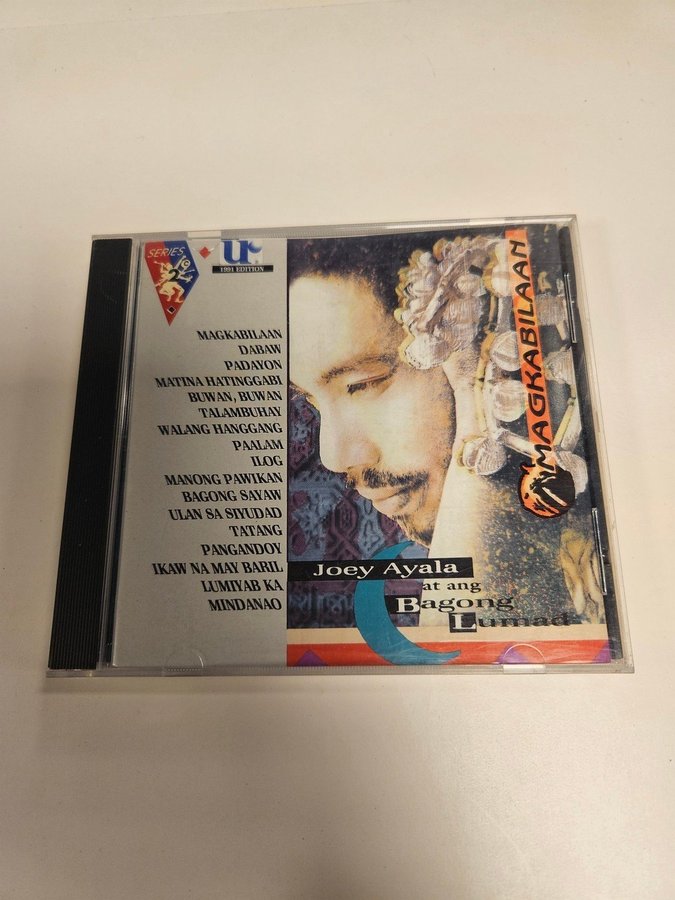 SERIES
2
Ur.
1991 EDITION
MAGKABILAAN
DABAW
PADAYON
MATINA HATINGGABI
BUWAN, BUWAN
TALAMBUHAY
WALANG HANGGANG
PAALAM
ILOG
MANONG PAWIKAN
BAGONG SAYAW
ULAN SA SIYUDAD
TATANG
PANGANDOY
IKAW NA MAY BARIL
LUMIYAB KA
MINDANAO
MAGKABILAAN
Joey Ayala
at ang
Bagong
Lumad